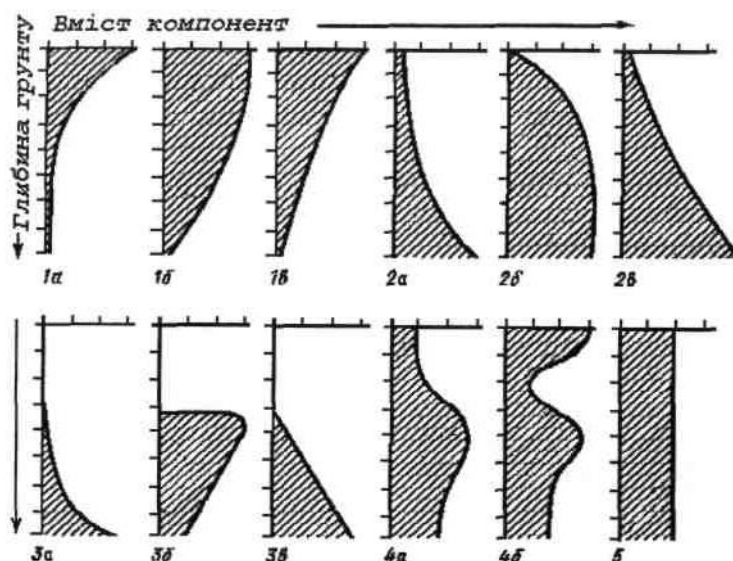 Вміст компонент
Глибина грунту
1а 1б 1в 2а 2б 2в
3а 3б 3в 4а 4б 5